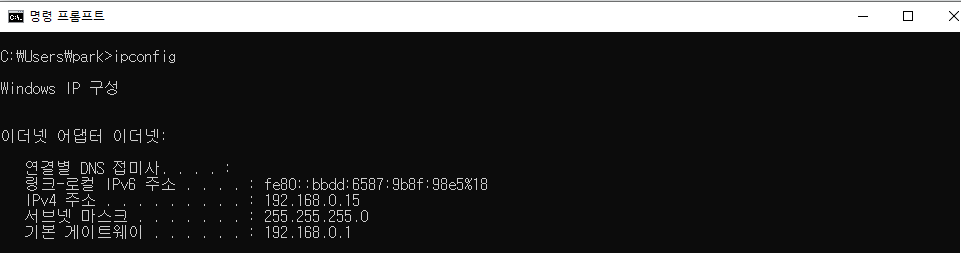 명령 프롬프트
C:₩Users₩park>ipconfig
Windows IP 구성
이더넷 어댑터 이더넷:
연결별 DNS 접미사. . . . :
링크-로컬 IPv6 주소 . . . . : fe80::bbdd:6587:9b8f:98e5%18
IPv4 주소 . . . . . . . . . : 192.168.0.15
서브넷 마스크 . . . . . . . : 255.255.255.0
기본 게이트웨이 . . . . . . : 192.168.0.1